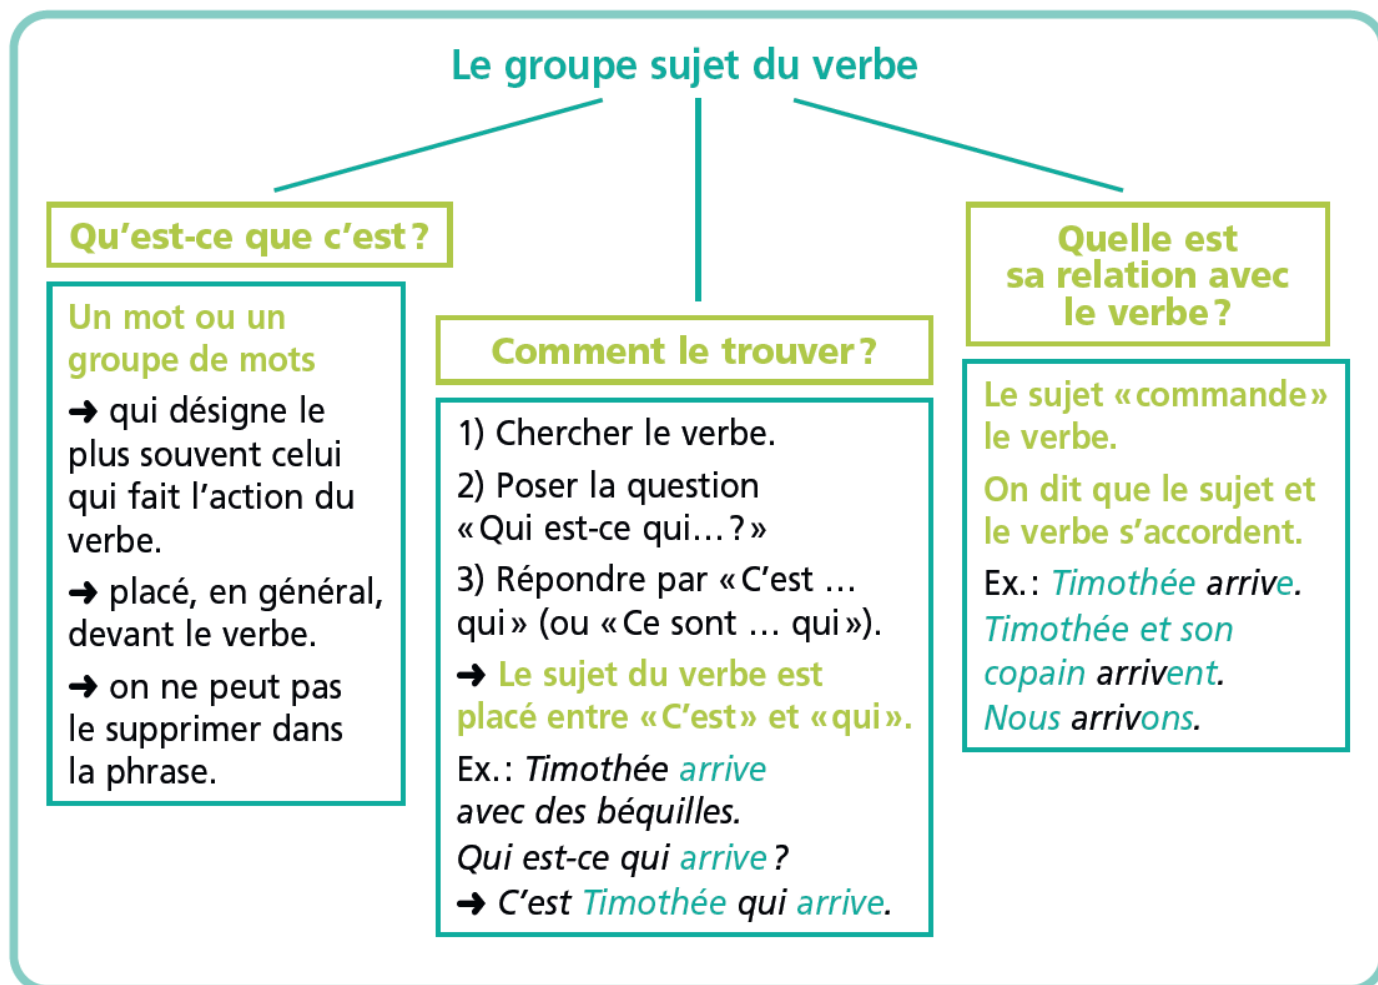 Le groupe sujet du verbe
Qu'est-ce que c'est ?
Un mot ou un
groupe de mots
➜ qui désigne le
plus souvent celui
qui fait l'action du
verbe.
➜ placé, en général,
devant le verbe.
➜ on ne peut pas
le supprimer dans
la phrase.
Comment le trouver ?
1) Chercher le verbe.
2) Poser la question
« Qui est-ce qui… ? »
3) Répondre par « C'est …
qui » (ou « Ce sont … qui »).
➜ Le sujet du verbe est
placé entre « C'est » et « qui ».
Ex. : Timothée arrive
avec des béquilles.
Qui est-ce qui arrive ?
➜ C'est Timothée qui arrive.
Quelle est
sa relation avec
le verbe ?
Le sujet « commande »
le verbe.
On dit que le sujet et
le verbe s'accordent.
Ex. : Timothée arrive.
Timothée et son
copain arrivent.
Nous arrivons.